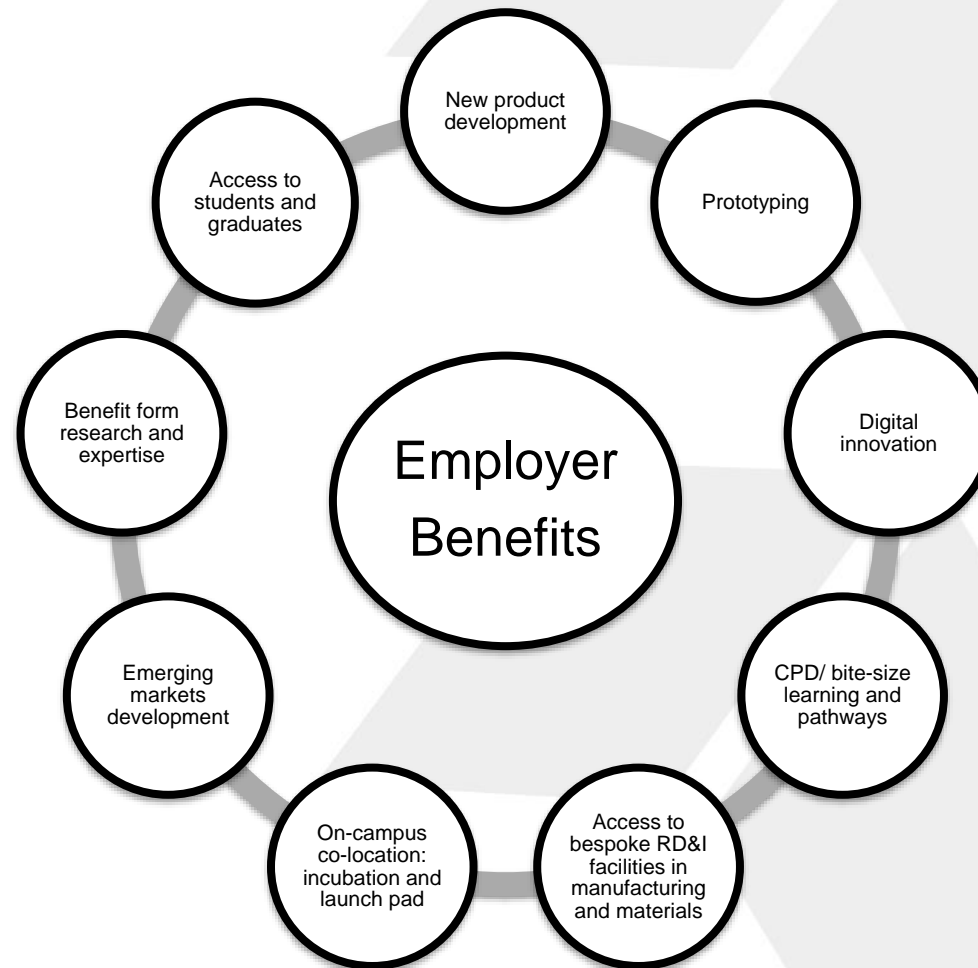 New product
development
Prototyping
Digital
innovation
CPD/ bite-size
learning and
pathways
Access to
bespoke RD&I
facilities in
manufacturing
and materials
On-campus
co-location:
incubation and
launch pad
Emerging
markets
development
Benefit form
research and
expertise
Access to
students and
graduates
Employer
Benefits